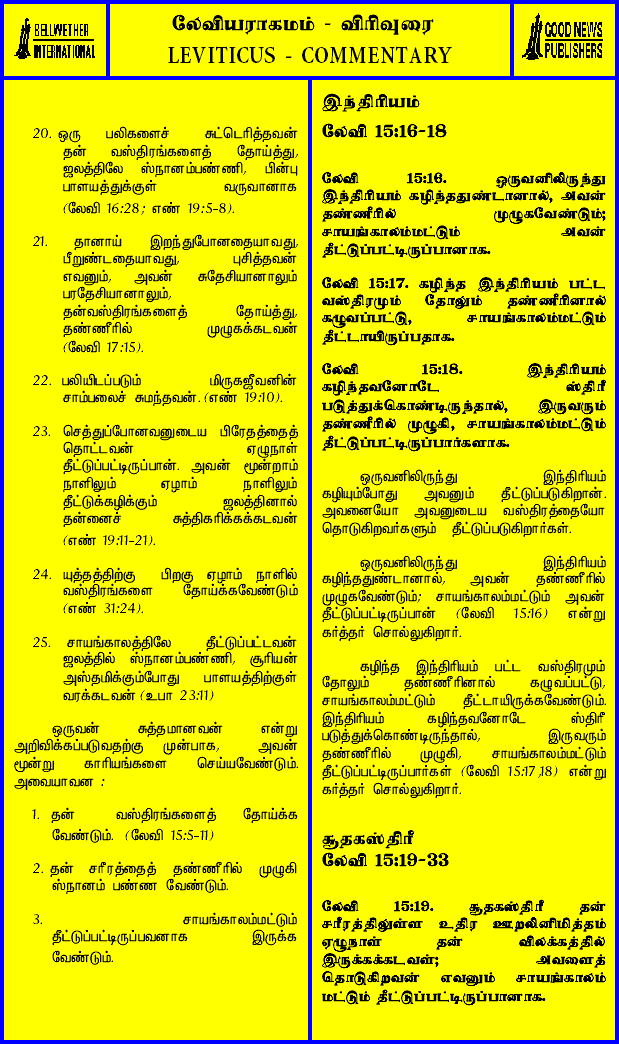 BELLWETHER
INTERNATIONAL
லேவியராகமம் - விரிவுரை
LEVITICUS - COMMENTARY
GOOD NEWS
PUBLISHERS
20. ஒரு பலிகளைச் சுட்டெரித்தவன்
தன் வஸ்திரங்களைத் தோய்த்து,
ஜலத்திலே ஸ்நானம்பண்ணி, பின்பு
பாளயத்துக்குள் வருவானாக
(லேவி 16:28; எண் 19:5-8).
21. தானாய் இறந்துபோனதையாவது,
பீறுண்டதையாவது, புசித்தவன்
எவனும், அவன் சுதேசியானாலும்
பரதேசியானாலும்,
தன்வஸ்திரங்களைத் தோய்த்து,
தண்ணீரில் முழுகக்கடவன்
(லேவி 17:15).
22. பலியிடப்படும் மிருகஜீவனின்
சாம்பலைச் சுமந்தவன். (எண் 19:10).
23. செத்துப்போனவனுடைய பிரேதத்தைத்
தொட்டவன் ஏழுநாள்
தீட்டுப்பட்டிருப்பான். அவன் மூன்றாம்
நாளிலும் ஏழாம் நாளிலும்
தீட்டுக்கழிக்கும் ஜலத்தினால்
தன்னைச் சுத்திகரிக்கக்கடவன்
(எண் 19:11-21).
24. யுத்தத்திற்கு பிறகு ஏழாம் நாளில்
வஸ்திரங்களை தோய்க்கவேண்டும்
(எண் 31:24).
25. சாயங்காலத்திலே தீட்டுப்பட்டவன்
ஜலத்தில் ஸ்நானம்பண்ணி, சூரியன்
அஸ்தமிக்கும்போது பாளயத்திற்குள்
வரக்கடவன் (உபா 23:11)
ஒருவன் சுத்தமானவன் என்று
அறிவிக்கப்படுவதற்கு முன்பாக, அவன்
மூன்று காரியங்களை செய்யவேண்டும்.
அவையாவன :
1. தன் வஸ்திரங்களைத் தோய்க்க
வேண்டும். (லேவி 15:5-11)
2. தன் சரீரத்தைத் தண்ணீரில் முழுகி
ஸ்நானம் பண்ண வேண்டும்.
3. சாயங்காலம்மட்டும்
தீட்டுப்பட்டிருப்பவனாக இருக்க
வேண்டும்.
இந்திரியம்
லேவி 15:16-18
லேவி 15:16. ஒருவனிலிருந்து
இந்திரியம் கழிந்ததுண்டானால், அவன்
தண்ணீரில் முழுகவேண்டும்;
சாயங்காலம்மட்டும் அவன்
தீட்டுப்பட்டிருப்பானாக.
லேவி 15:17. கழிந்த இந்திரியம் பட்ட
வஸ்திரமும் தோலும் தண்ணீரினால்
கழுவப்பட்டு, சாயங்காலம்மட்டும்
தீட்டாயிருப்பதாக.
லேவி 15:18. இந்திரியம்
கழிந்தவனோடே ஸ்திரீ
படுத்துக்கொண்டிருந்தால், இருவரும்
தண்ணீரில் முழுகி, சாயங்காலம்மட்டும்
தீட்டுப்பட்டிருப்பார்களாக.
ஒருவனிலிருந்து இந்திரியம்
கழியும்போது அவனும் தீட்டுப்படுகிறான்.
அவனையோ அவனுடைய வஸ்திரத்தையோ
தொடுகிறவர்களும் தீட்டுப்படுகிறார்கள்.
ஒருவனிலிருந்து இந்திரியம்
கழிந்ததுண்டானால், அவன் தண்ணீரில்
முழுகவேண்டும்; சாயங்காலம்மட்டும் அவன்
தீட்டுப்பட்டிருப்பான் (லேவி 15:16) என்று
கர்த்தர் சொல்லுகிறார்.
கழிந்த இந்திரியம் பட்ட வஸ்திரமும்
தோலும் தண்ணீரினால் கழுவப்பட்டு,
சாயங்காலம்மட்டும் தீட்டாயிருக்கவேண்டும்.
இந்திரியம் கழிந்தவனோடே ஸ்திரீ
படுத்துக்கொண்டிருந்தால், இருவரும்
தண்ணீரில் முழுகி, சாயங்காலம்மட்டும்
தீட்டுப்பட்டிருப்பார்கள் (லேவி 15:17,18) என்று
கர்த்தர் சொல்லுகிறார்.
சூதகஸ்திரீ
லேவி 15:19-33
லேவி 15:19. சூதகஸ்திரீ தன்
சரீரத்திலுள்ள உதிர ஊறலினிமித்தம்
ஏழுநாள் தன் விலக்கத்தில்
இருக்கக்கடவள்; அவளைத்
தொடுகிறவன் எவனும் சாயங்காலம்
மட்டும் தீட்டுப்பட்டிருப்பானாக.